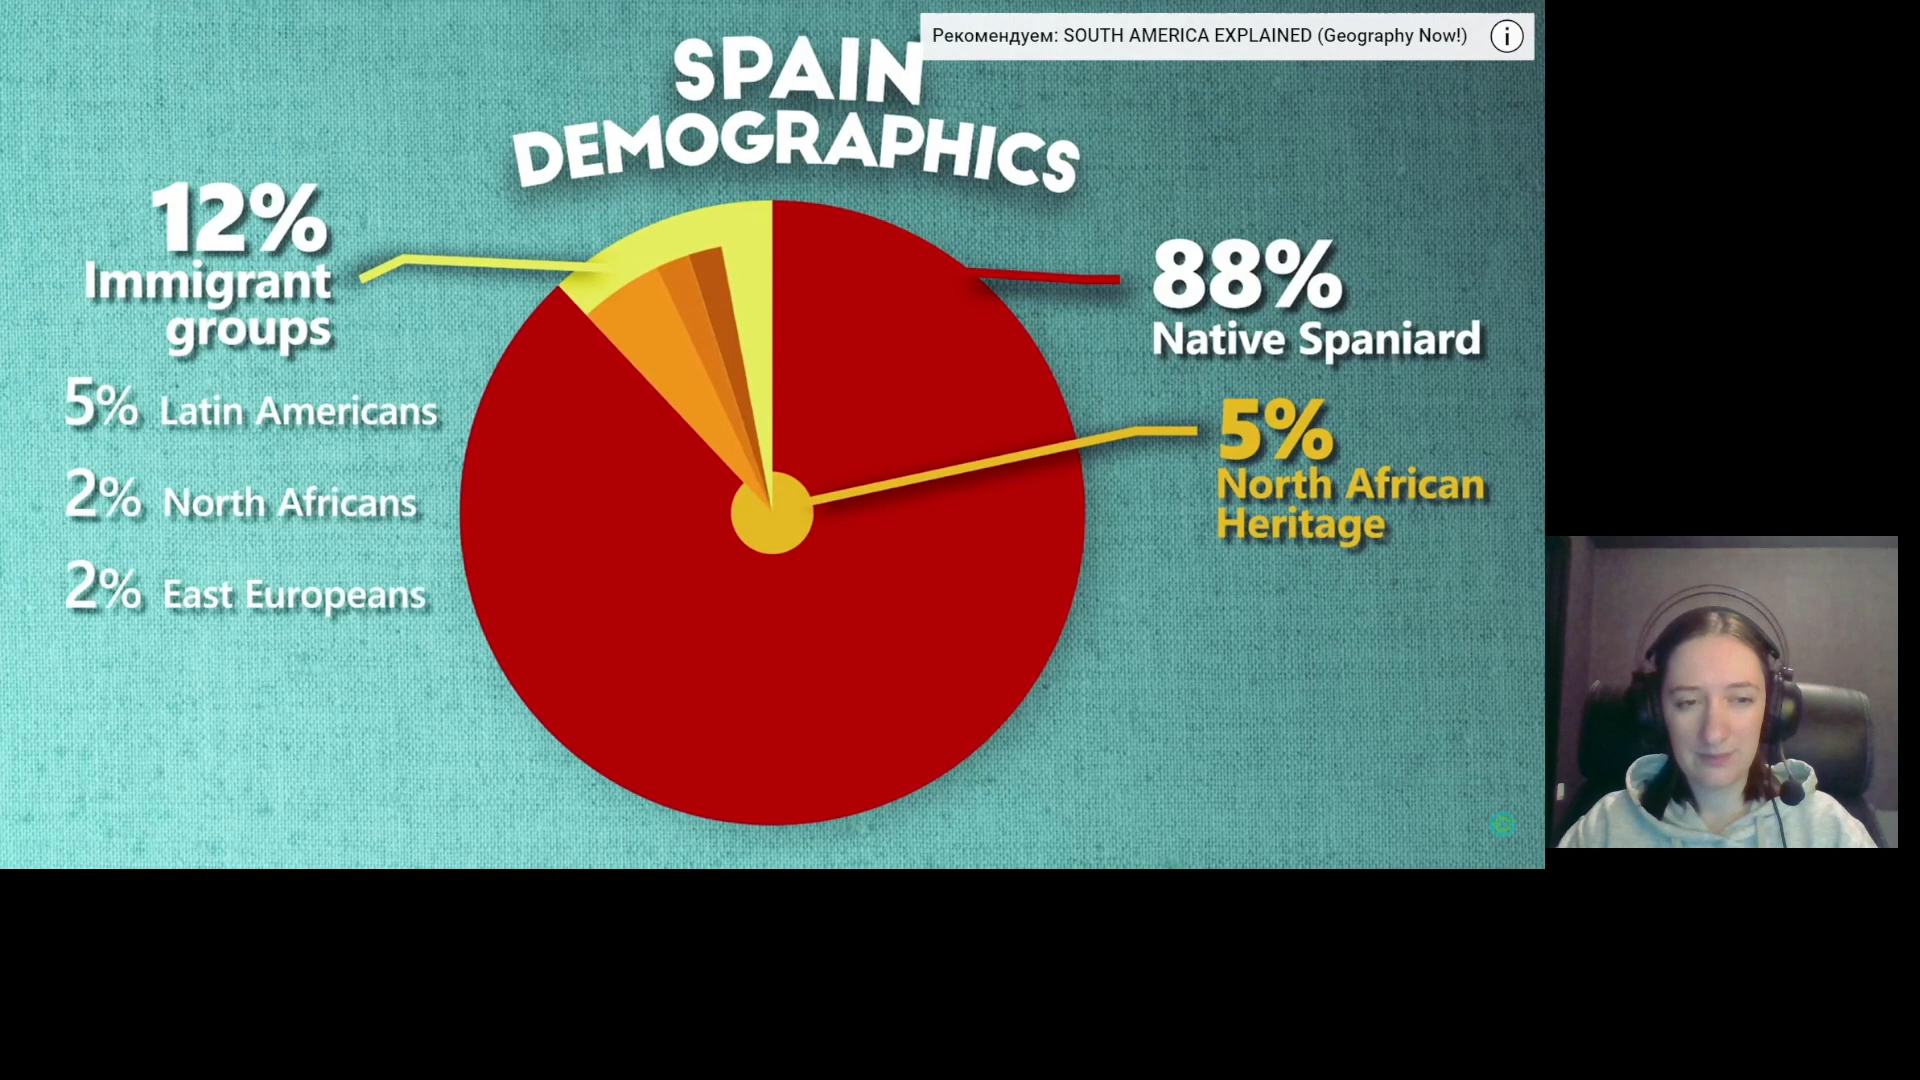 Рекомендуем: SOUTH AMERICA EXPLAINED (Geography Now!)
SPAIN
DEMOGRAPHICS
12%
Immigrant
groups
5% Latin Americans
2% North Africans
2% East Europeans
88%
Native Spaniard
5%
North African
Heritage